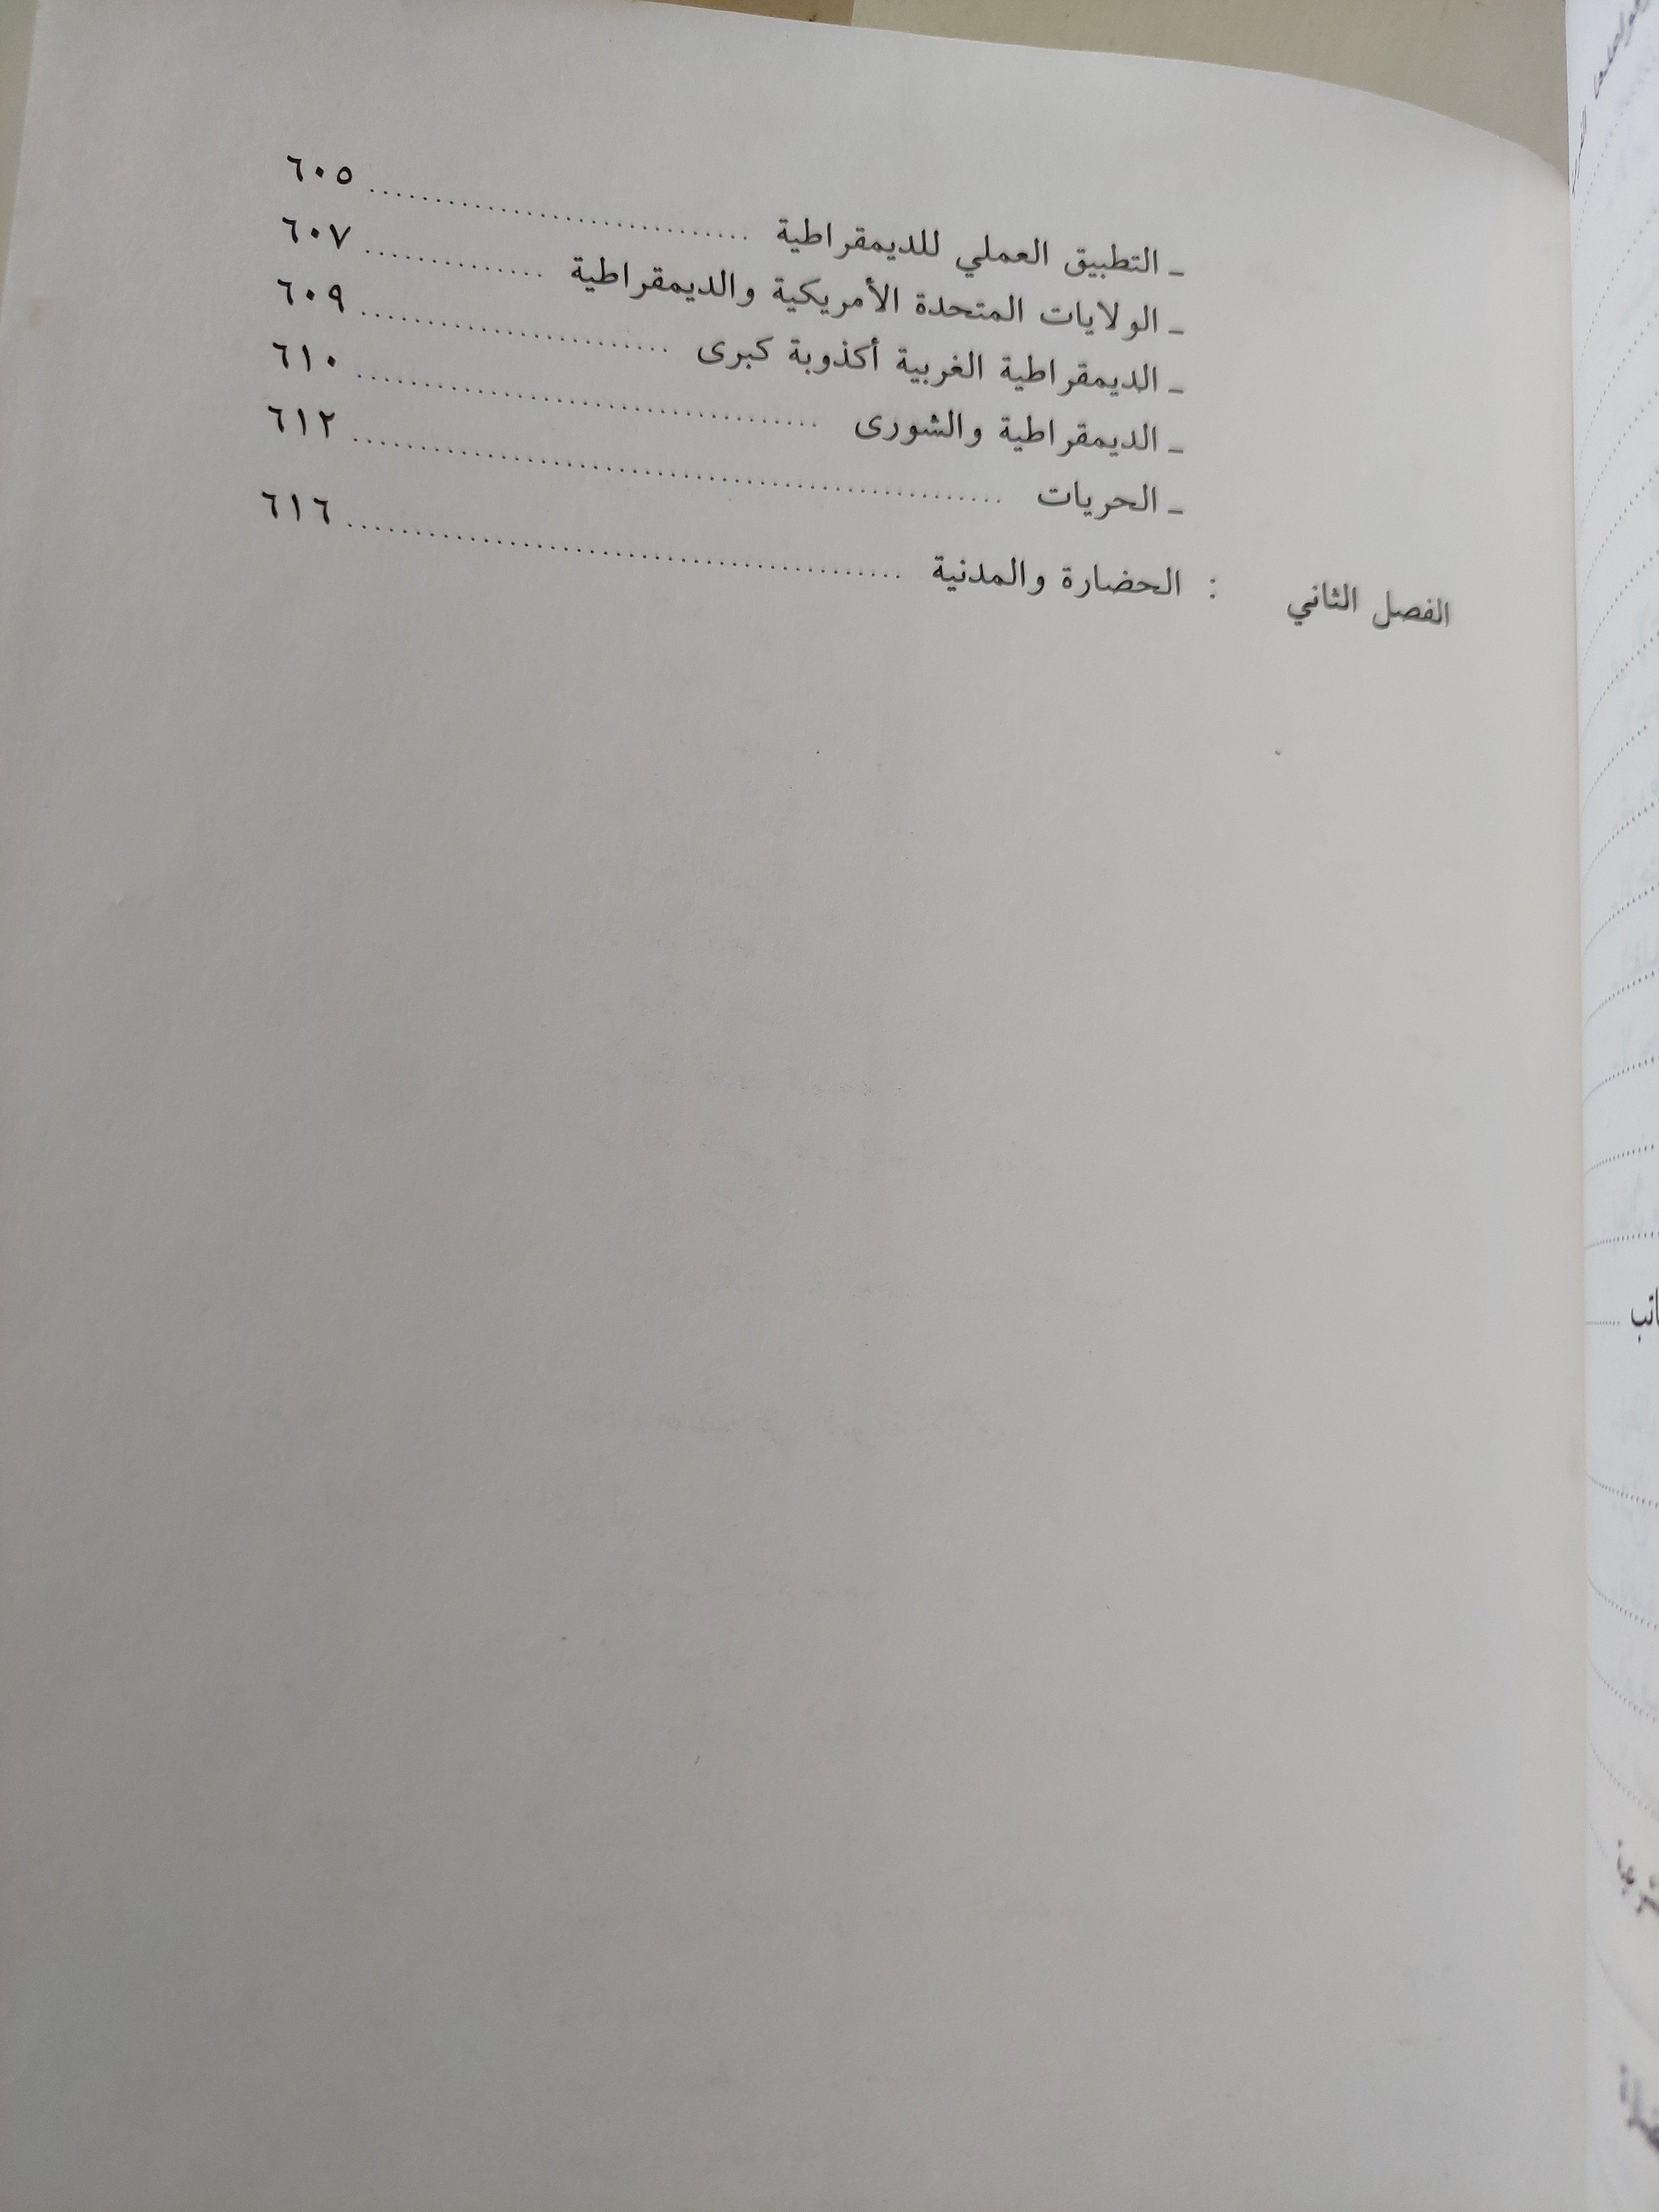 ـ التطبيق العملي للديمقراطية ........................ ٦٠٥
ـ الولايات المتحدة الأمريكية والديمقراطية ............ ٦٠٧
ـ الديمقراطية الغربية أكذوبة كبرى .................... ٦٠٩
ـ الديمقراطية والشورى .............................. ٦١٠
ـ الحريات .......................................... ٦١٢
الفصل الثاني : الحضارة والمدنية .......................... ٦١٦